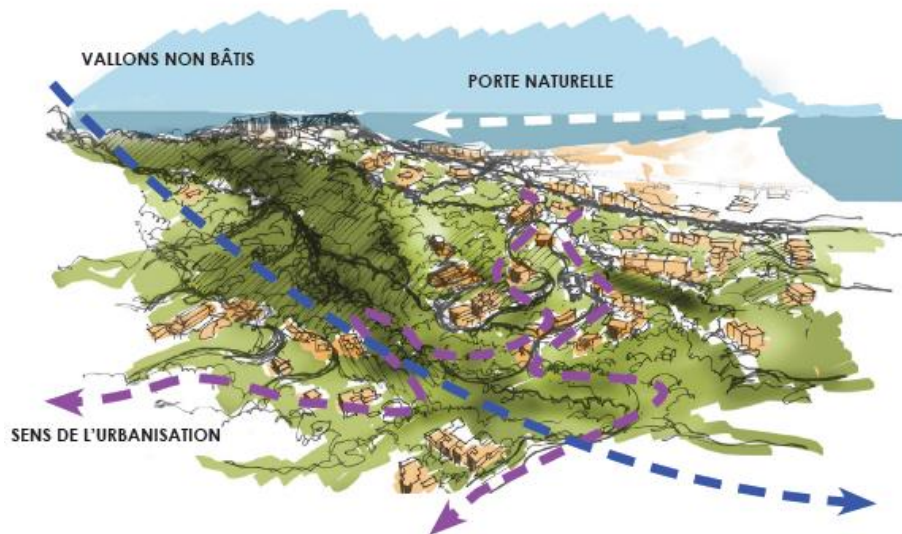 VALLONS NON BÂTIS
PORTE NATURELLE
SENS DE L'URBANISATION